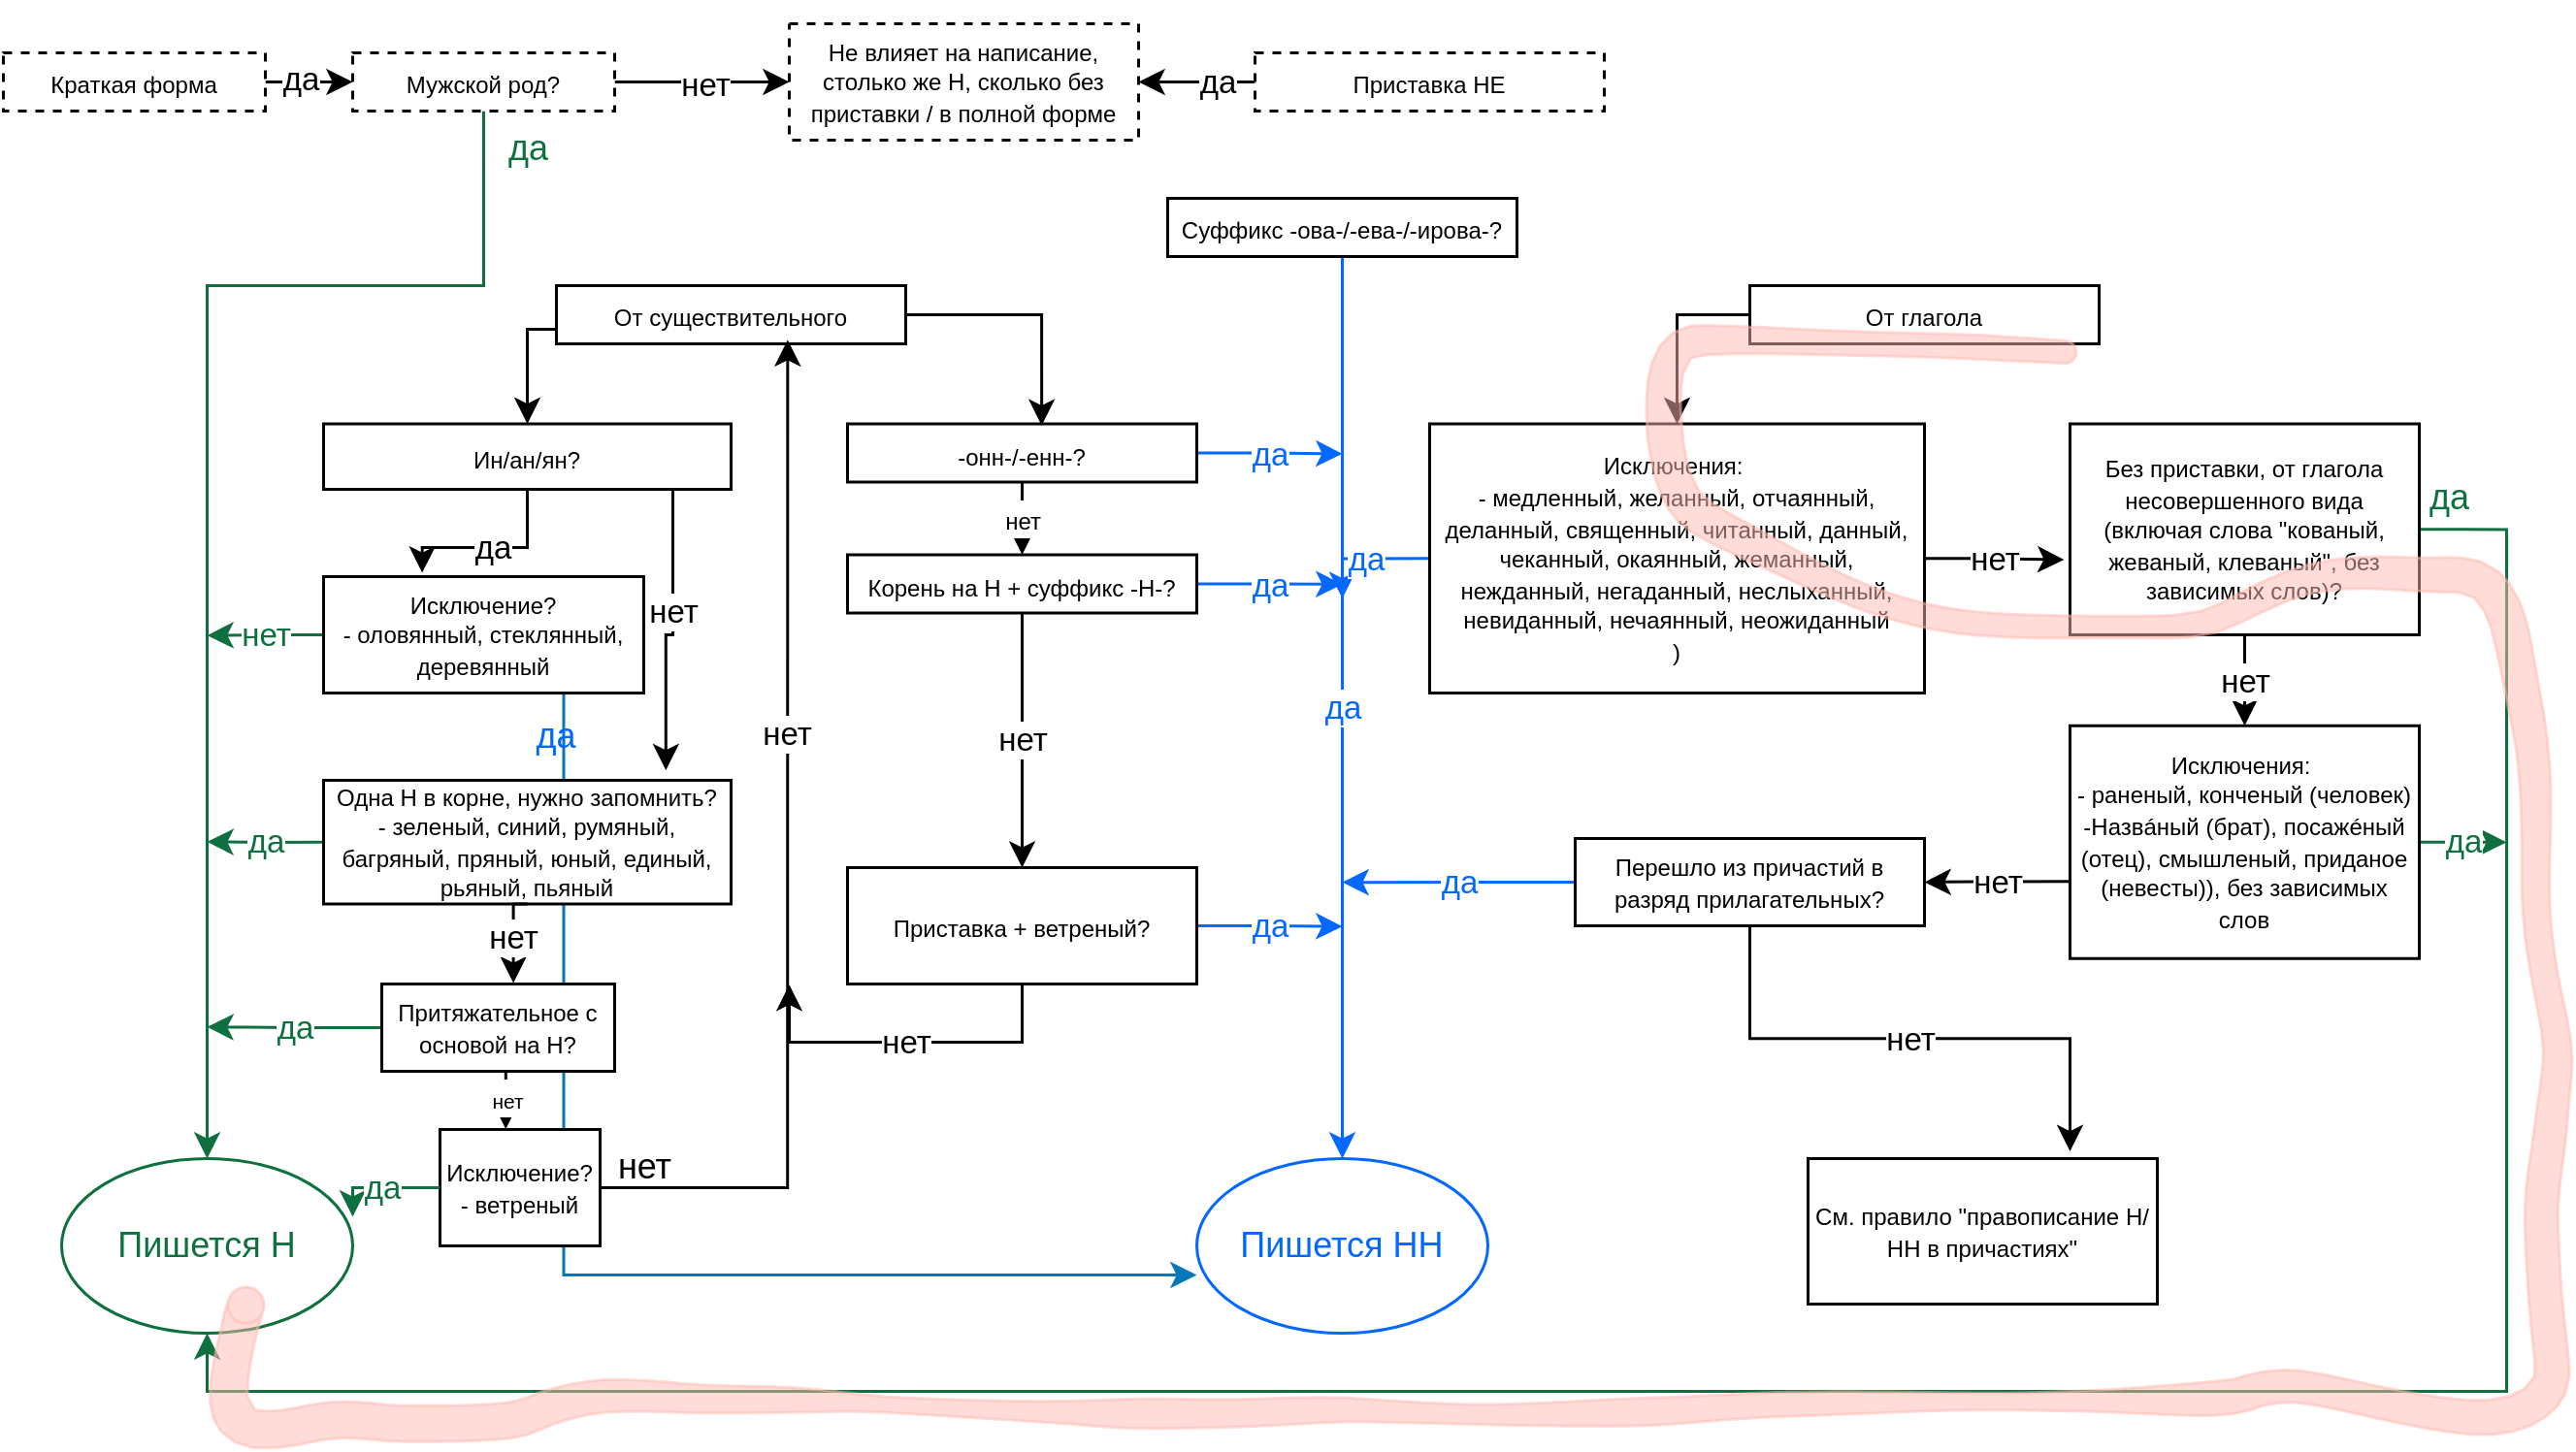 Краткая форма
да
Мужской род?
нет
Не влияет на написание,
столько же Н, сколько без
приставки / в полной форме
да
Приставка НЕ
да
Суффикс -ова-/-ева-/-ирова-?
От существительного
От глагола
Ин/ан/ян?
-онн-/-енн-?
да
Исключения:
- медленный, желанный, отчаянный,
деланный, священный, читанный, данный,
чеканный, окаянный, жеманный,
нежданный, негаданный, неслыханный,
невиданный, нечаянный, неожиданный
)
да
нет
Без приставки, от глагола
несовершенного вида
(включая слова "кованый,
жеваный, клеваный", без
зависимых слов)?
да
да
нет
нет
Корень на Н + суффикс -Н-?
да
Исключение?
- оловянный, стеклянный,
деревянный
нет
да
нет
нет
да
нет
Одна Н в корне, нужно запомнить?
- зеленый, синий, румяный,
багряный, пряный, юный, единый,
рьяный, пьяный
да
Исключения:
- раненый, конченый (человек)
-Назва́ный (брат), посаже́ный
(отец), смышленый, приданое
(невесты)), без зависимых
слов
да
нет
Перешло из причастий в
разряд прилагательных?
да
нет
Приставка + ветреный?
да
Притяжательное с
основой на Н?
да
нет
нет
нет
Исключение?
- ветреный
да
нет
Пишется Н
Пишется НН
См. правило "правописание Н/
НН в причастиях"